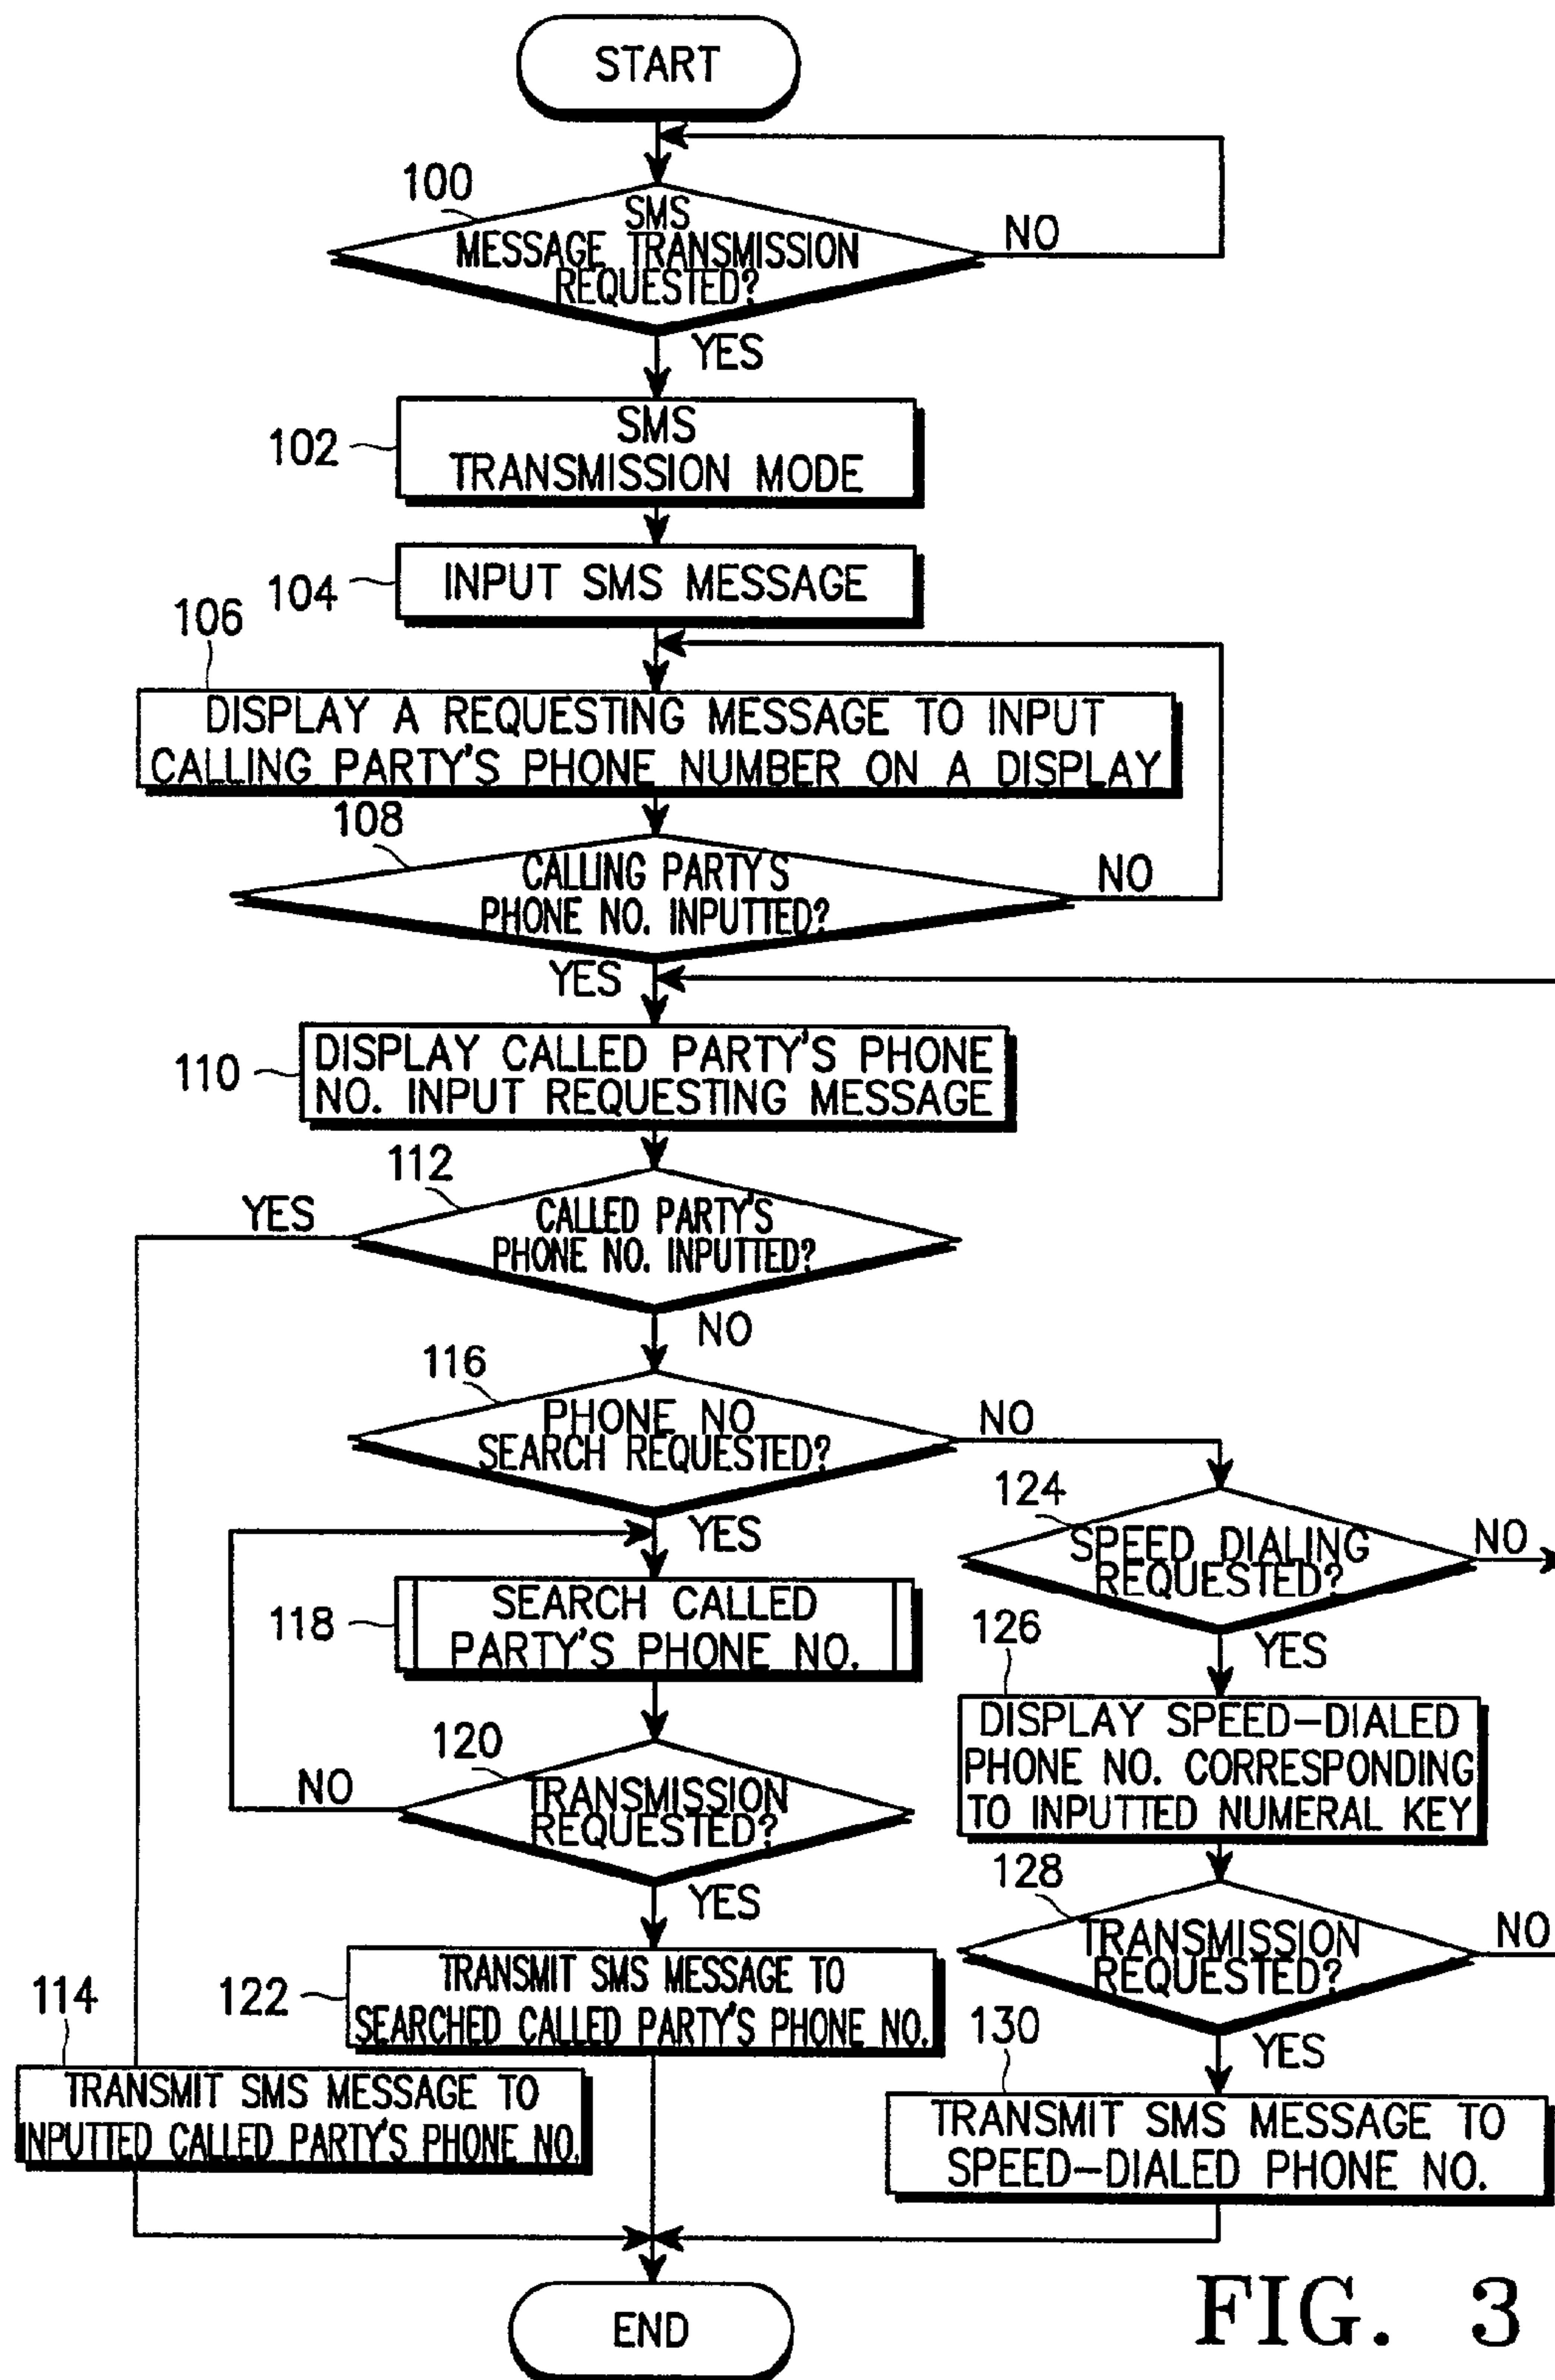 START
100
SMS
MESSAGE TRANSMISSION
REQUESTED?
NO
YES
102
SMS
TRANSMISSION MODE
104
INPUT SMS MESSAGE
106
DISPLAY A REQUESTING MESSAGE TO INPUT
CALLING PARTY'S PHONE NUMBER ON A DISPLAY
108
CALLING PARTY'S
PHONE NO. INPUTTED?
NO
YES
110
DISPLAY CALLED PARTY'S PHONE
NO. INPUT REQUESTING MESSAGE
112
YES
CALLED PARTY'S
PHONE NO. INPUTTED?
NO
116
PHONE NO
SEARCH REQUESTED?
NO
YES
124
SPEED DIALING
REQUESTED?
NO
YES
118
SEARCH CALLED
PARTY'S PHONE NO.
126
DISPLAY SPEED-DIALED
PHONE NO. CORRESPONDING
TO INPUTTED NUMERAL KEY
120
NO
TRANSMISSION
REQUESTED?
YES
128
TRANSMISSION
REQUESTED?
NO
YES
122
TRANSMIT SMS MESSAGE TO
SEARCHED CALLED PARTY'S PHONE NO.
114
TRANSMIT SMS MESSAGE TO
INPUTTED CALLED PARTY'S PHONE NO.
130
TRANSMIT SMS MESSAGE TO
SPEED-DIALED PHONE NO.
END
FIG. 3